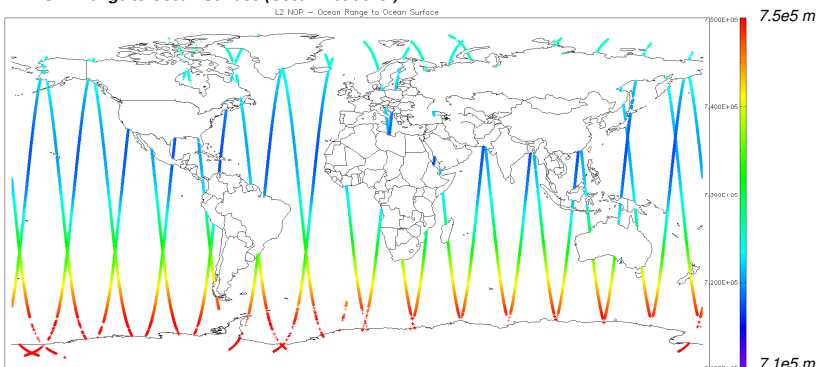 L2 NOP − Ocean Range to Ocean Surface
7.5e5 m
7.500E+05
7.400E+05
7.300E+05
7.200E+05
7.1e5 m